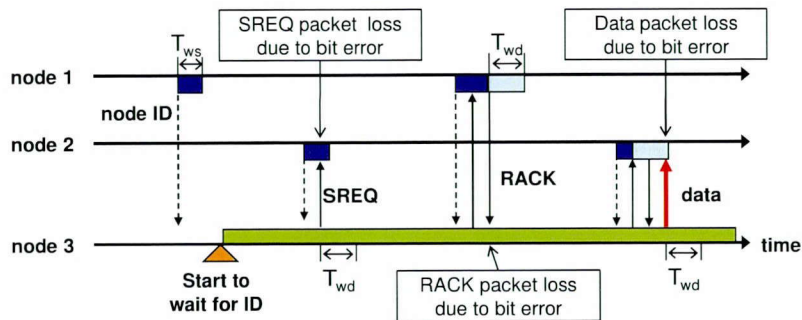 SREQ packet loss
due to bit error
Data packet loss
due to bit error
Tws
Twd
node 1
node ID
node 2
SREQ
RACK
data
node 3
time
Start to
wait for ID
Twd
RACK packet loss
due to bit error
Twd